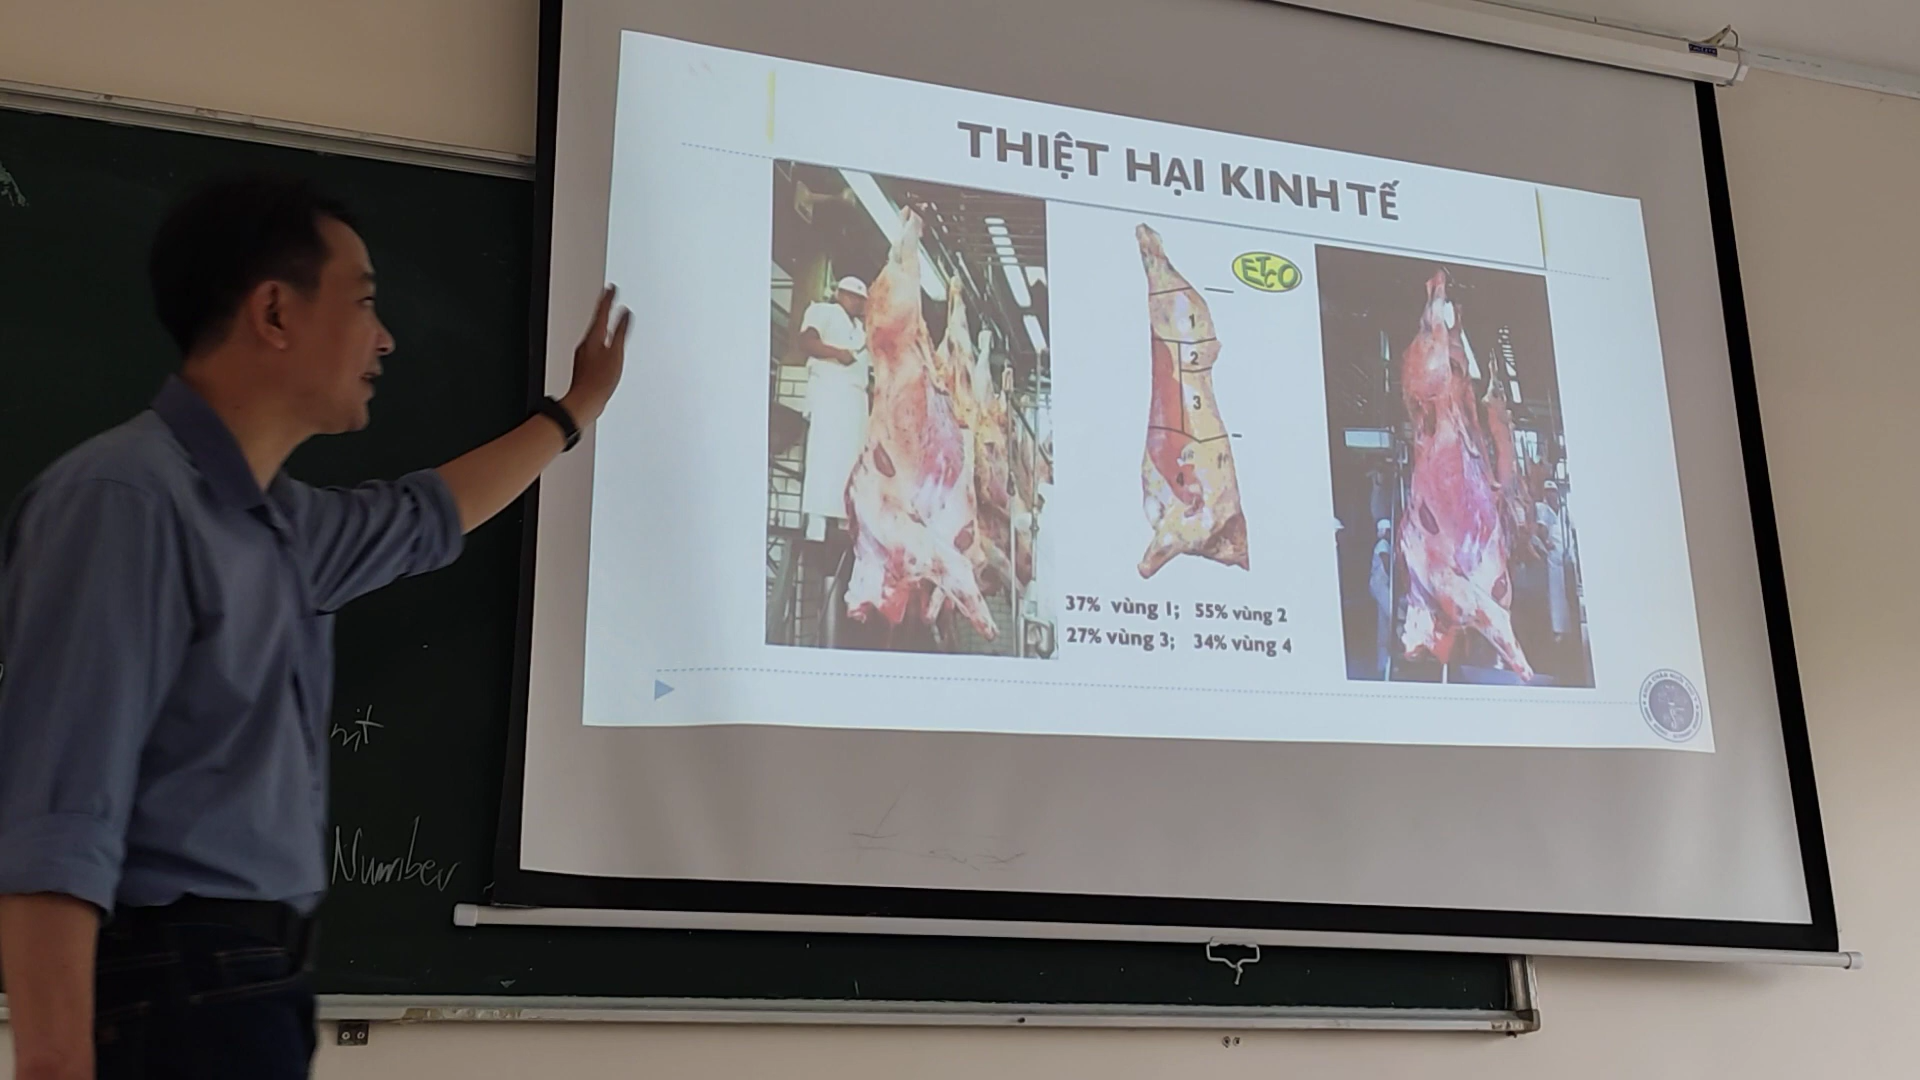 THIỆT HẠI KINH TẾ
ETCO
1
2
3
4
37% vùng 1; 55% vùng 2
27% vùng 3; 34% vùng 4
Number